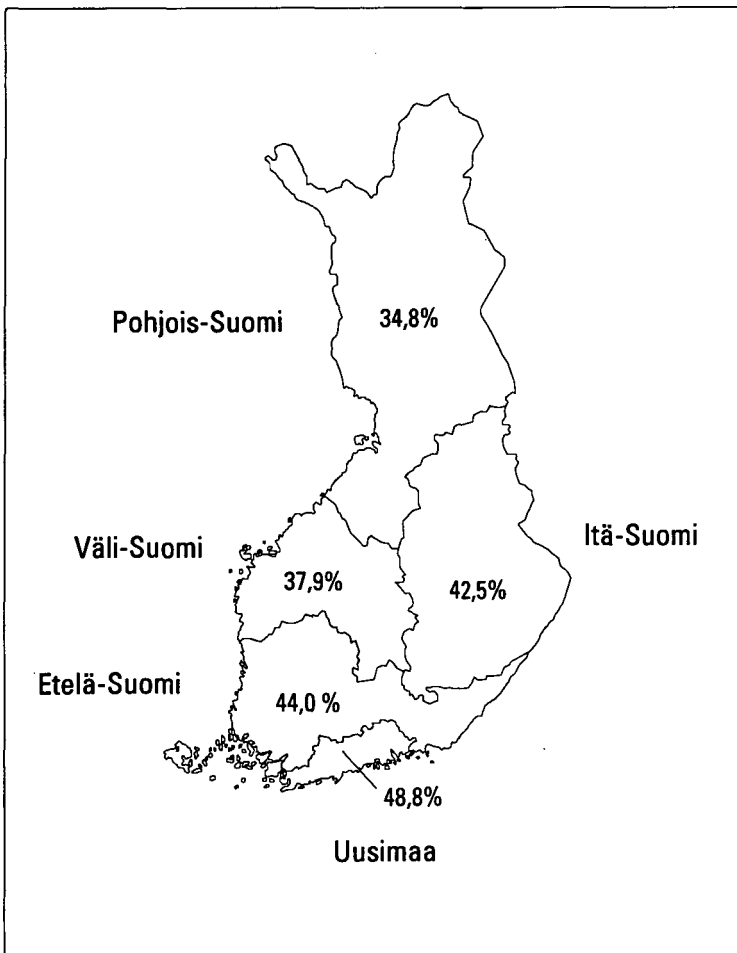 Pohjois-Suomi
34,8%
Väli-Suomi
Itä-Suomi
37,9%
42,5%
Etelä-Suomi
44,0 %
48,8%
Uusimaa